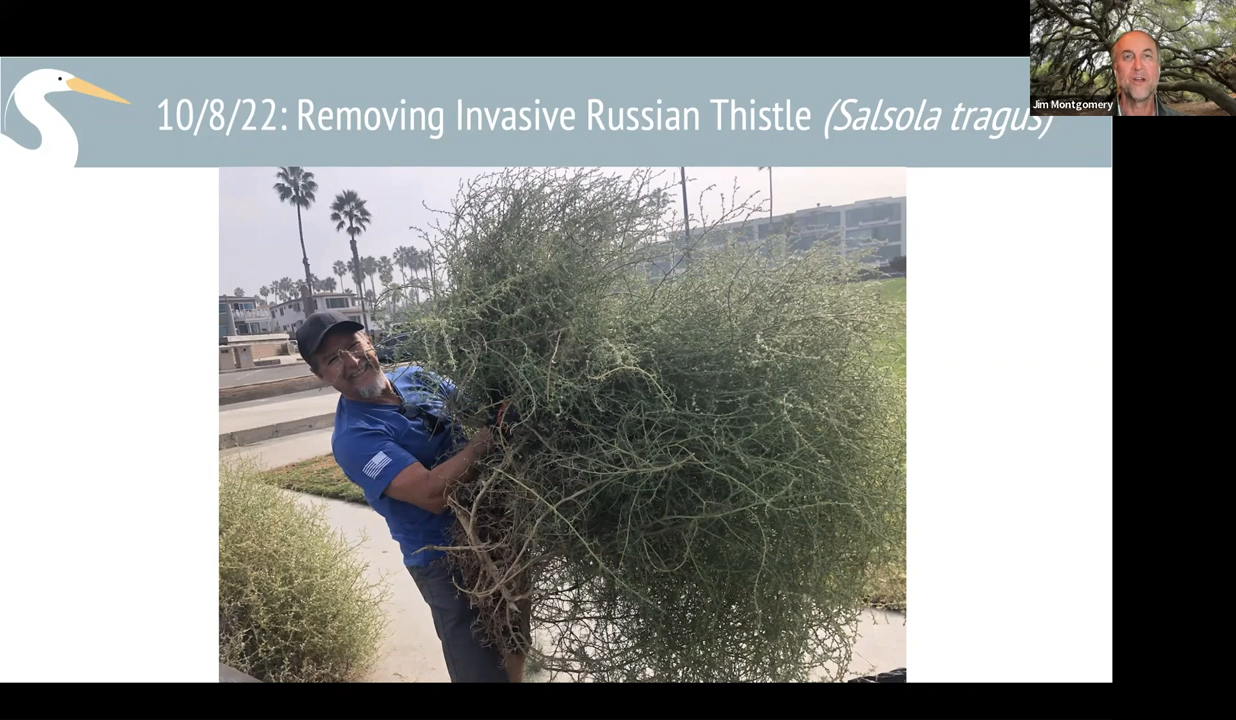 10/8/22: Removing Invasive Russian Thistle (Salsola tragus)
Jim Montgomery